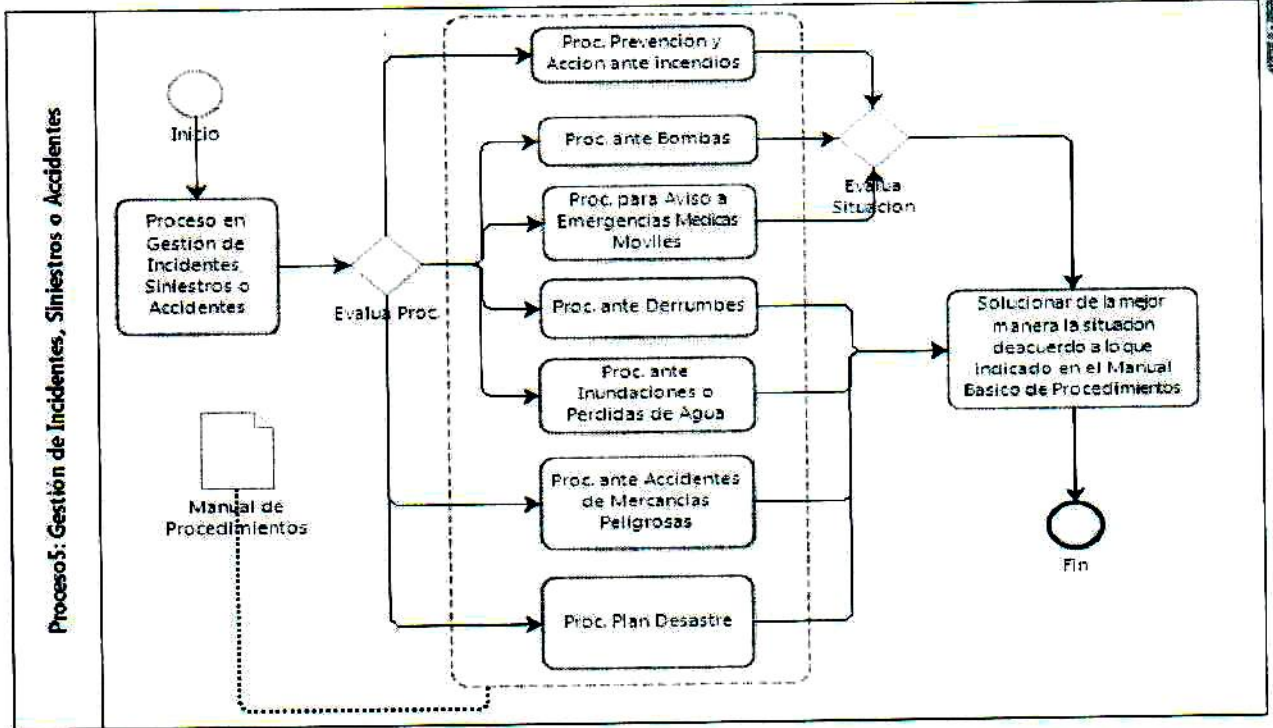 Proceso5: Gestión de Incidentes, Siniestros o Accidentes
Inicio
Proceso en
Gestión de
Incidentes,
Siniestros o
Accidentes
Evalua Proc.
Manual de
Procedimientos
Proc. Prevencion y
Accion ante incendios
Proc. ante Bombas
Proc. para Aviso a
Emergencias Medicas
Moviles
Proc. ante Derrumbes
Proc. ante
Inundaciones o
Perdidas de Agua
Proc. ante Accidentes
de Mercancias
Peligrosas
Proc. Plan Desastre
Evalua
Situacion
Solucionar de la mejor
manera la situacion
deacuerdo a lo que
indicado en el Manual
Basico de Procedimientos
Fin